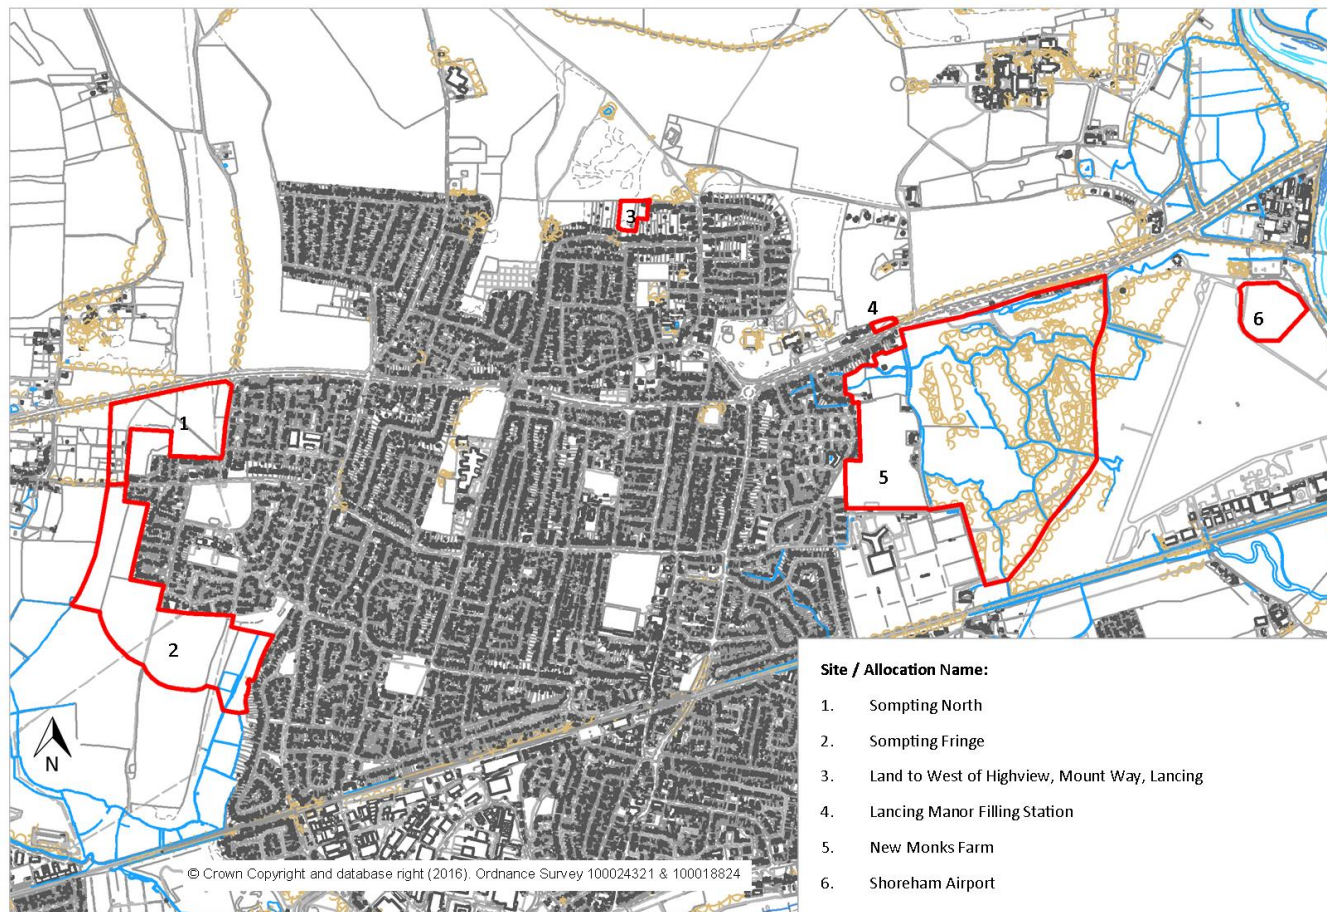 3
4
6
1
5
2
N
Site / Allocation Name:
1. Sompting North
2. Sompting Fringe
3. Land to West of Highview, Mount Way, Lancing
4. Lancing Manor Filling Station
5. New Monks Farm
6. Shoreham Airport
© Crown Copyright and database right (2016). Ordnance Survey 100024321 & 100018824